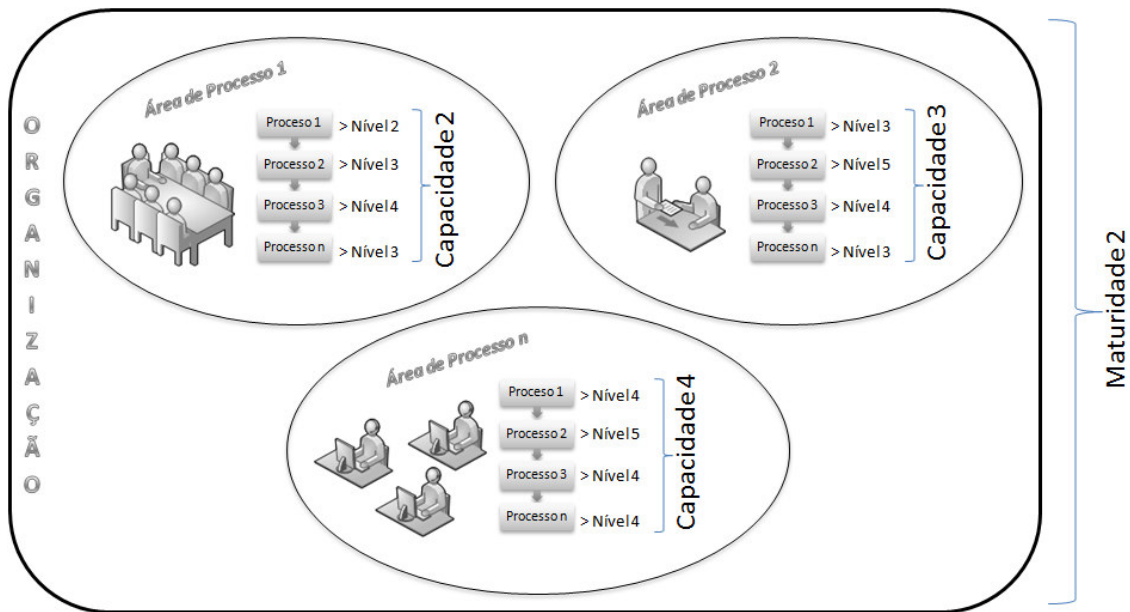 ORGANIZAÇÃO
Área de Processo 1
Proceso 1 > Nível 2
Processo 2 > Nível 3
Processo 3 > Nível 4
Processo n > Nível 3
Capacidade 2
Área de Processo 2
Proceso 1 > Nível 3
Processo 2 > Nível 5
Processo 3 > Nível 4
Processo n > Nível 3
Capacidade 3
Área de Processo n
Proceso 1 > Nível 4
Processo 2 > Nível 5
Processo 3 > Nível 4
Processo n > Nível 4
Capacidade 4
Maturidade 2